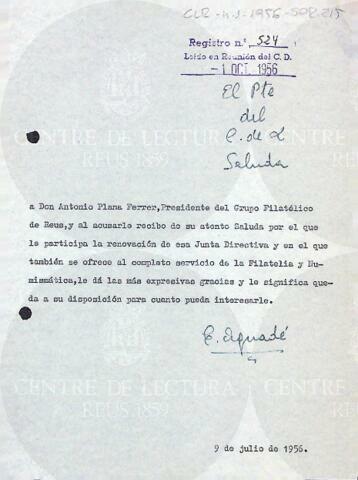 CLR-n.1-1956-508.215
Registro n.º 524
Leído en Reunión del C. D.
- 1 OCT. 1956
El Pte
del
C. de L
Saluda
a Don Antonio Plana Ferrer,Presidente del Grupo Filatélico
de Reus,y al acusarlo recibo de su atento Saluda por el que
le participa la renovación de esa Junta Directiva y en el que
también se ofrece al completo servicio de la Filatelia y Nu-
mismática,le dá las más expresivas gracias y le significa que-
da a su disposición para cuanto pueda interesarle.
E. Aguadé
9 de julio de 1956.
CENTRE DE LECTURA
REUS 1859
CENTRE DE LECTURA
REUS 1859